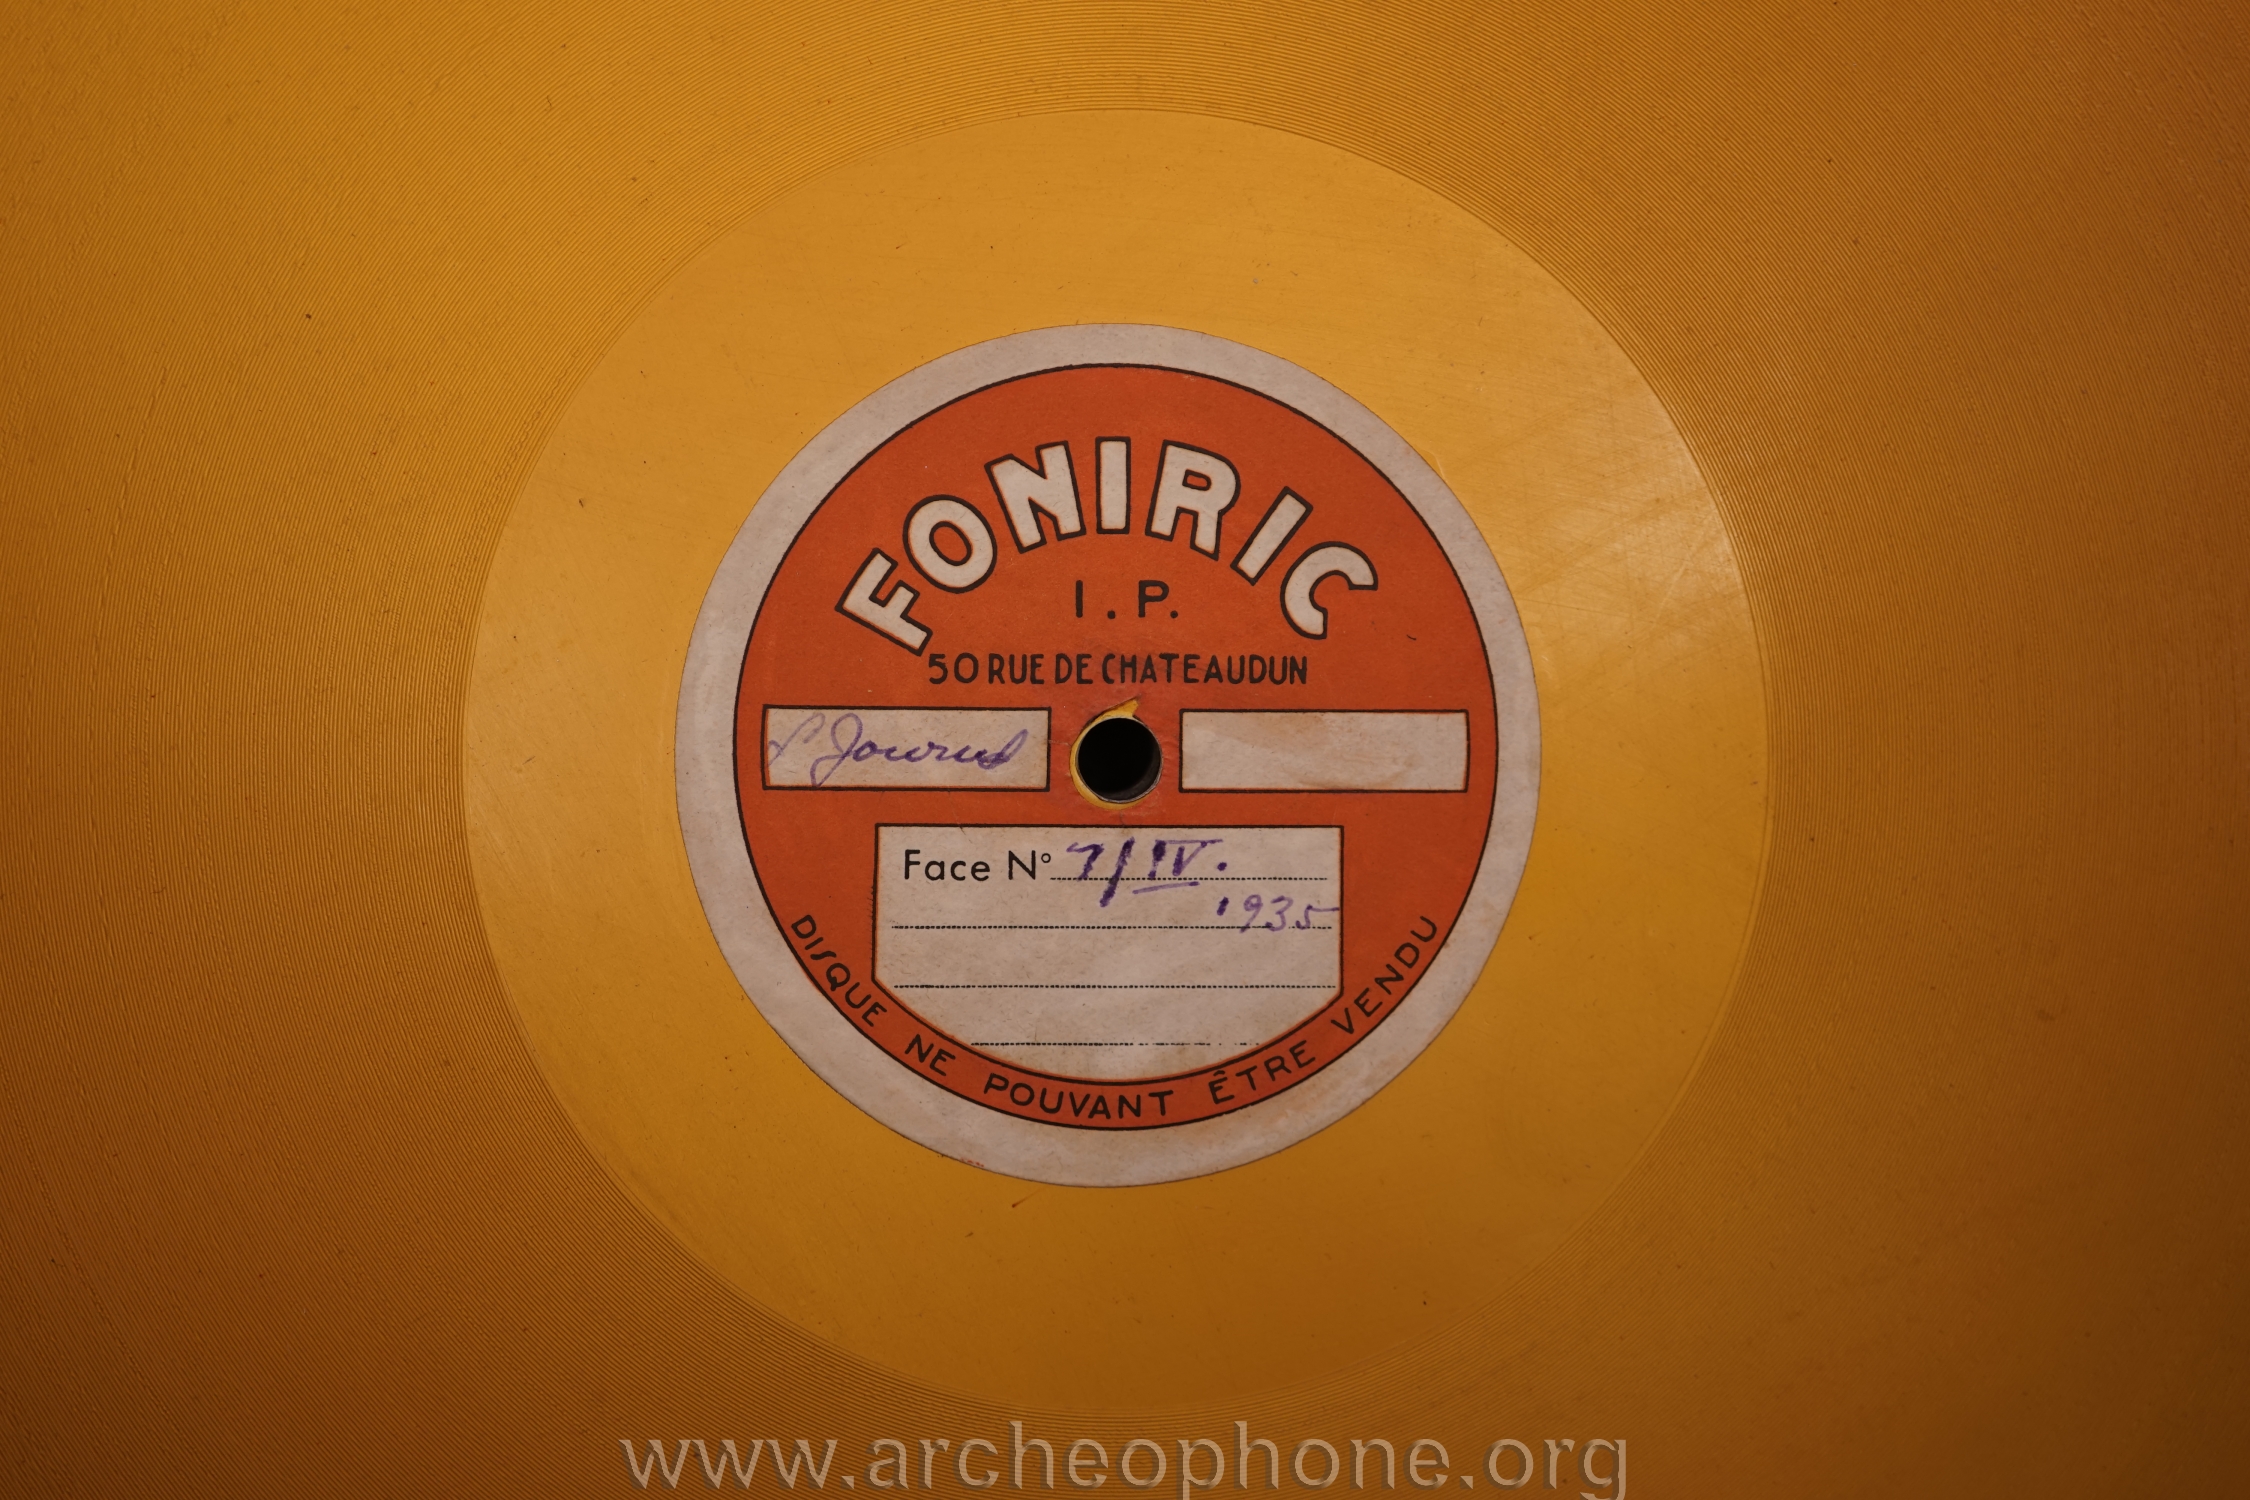 FONIRIC
I.P.
50 RUE DE CHATEAUDUN
Face N° 7/IV.
1935
DISQUE NE POUVANT ÊTRE VENDU
www.archeophone.org